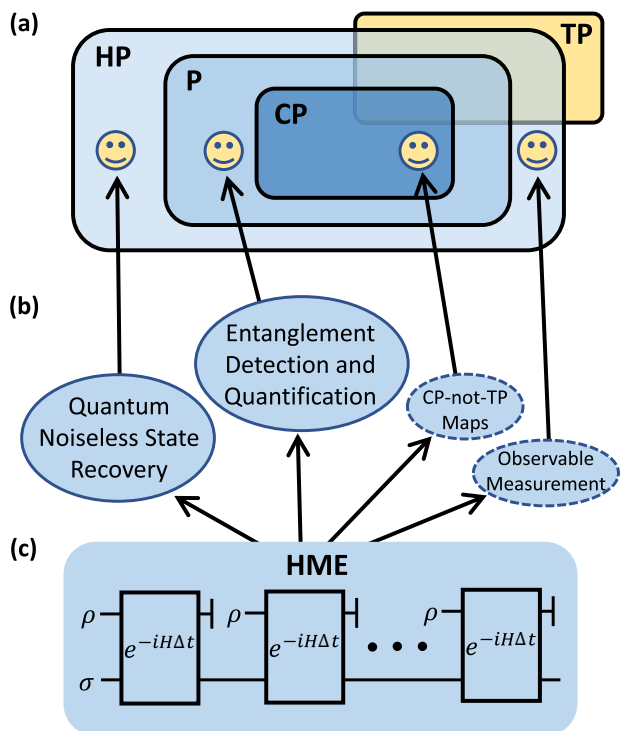 (a)
HP
TP
P
CP
(b)
Entanglement
Detection and
Quantification
Quantum
Noiseless State
Recovery
CP-not-TP
Maps
Observable
Measurement
(c)
HME
ρ
e^{-iHΔt}
ρ
e^{-iHΔt}
• • •
ρ
e^{-iHΔt}
σ